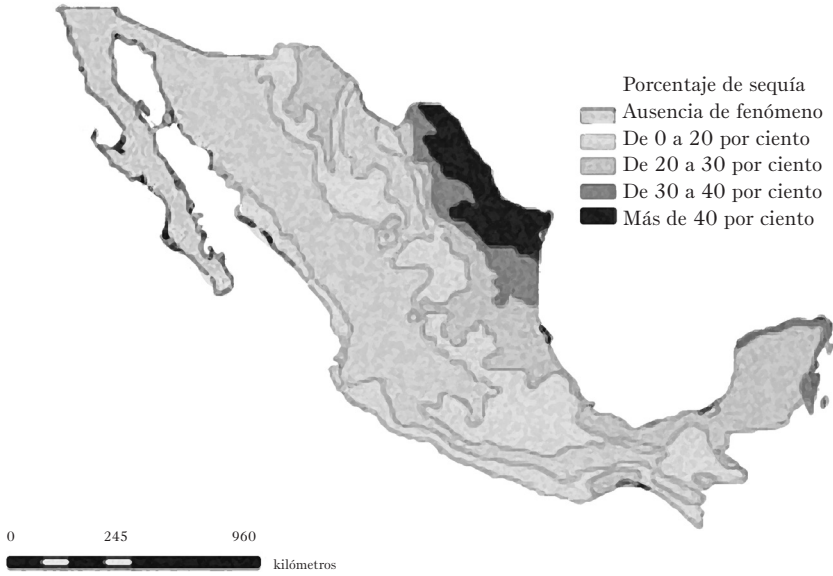 Porcentaje de sequía
Ausencia de fenómeno
De 0 a 20 por ciento
De 20 a 30 por ciento
De 30 a 40 por ciento
Más de 40 por ciento
0 245 960
kilómetros